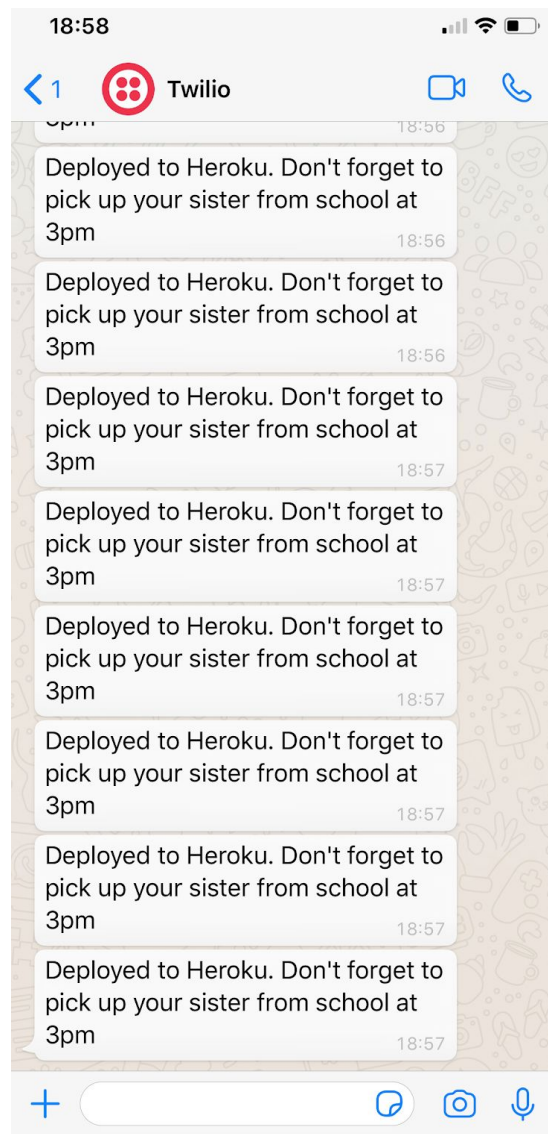 18:58
1
Twilio
3pm
18:56
Deployed to Heroku. Don't forget to
pick up your sister from school at
3pm
18:56
Deployed to Heroku. Don't forget to
pick up your sister from school at
3pm
18:56
Deployed to Heroku. Don't forget to
pick up your sister from school at
3pm
18:57
Deployed to Heroku. Don't forget to
pick up your sister from school at
3pm
18:57
Deployed to Heroku. Don't forget to
pick up your sister from school at
3pm
18:57
Deployed to Heroku. Don't forget to
pick up your sister from school at
3pm
18:57
Deployed to Heroku. Don't forget to
pick up your sister from school at
3pm
18:57
Deployed to Heroku. Don't forget to
pick up your sister from school at
3pm
18:57